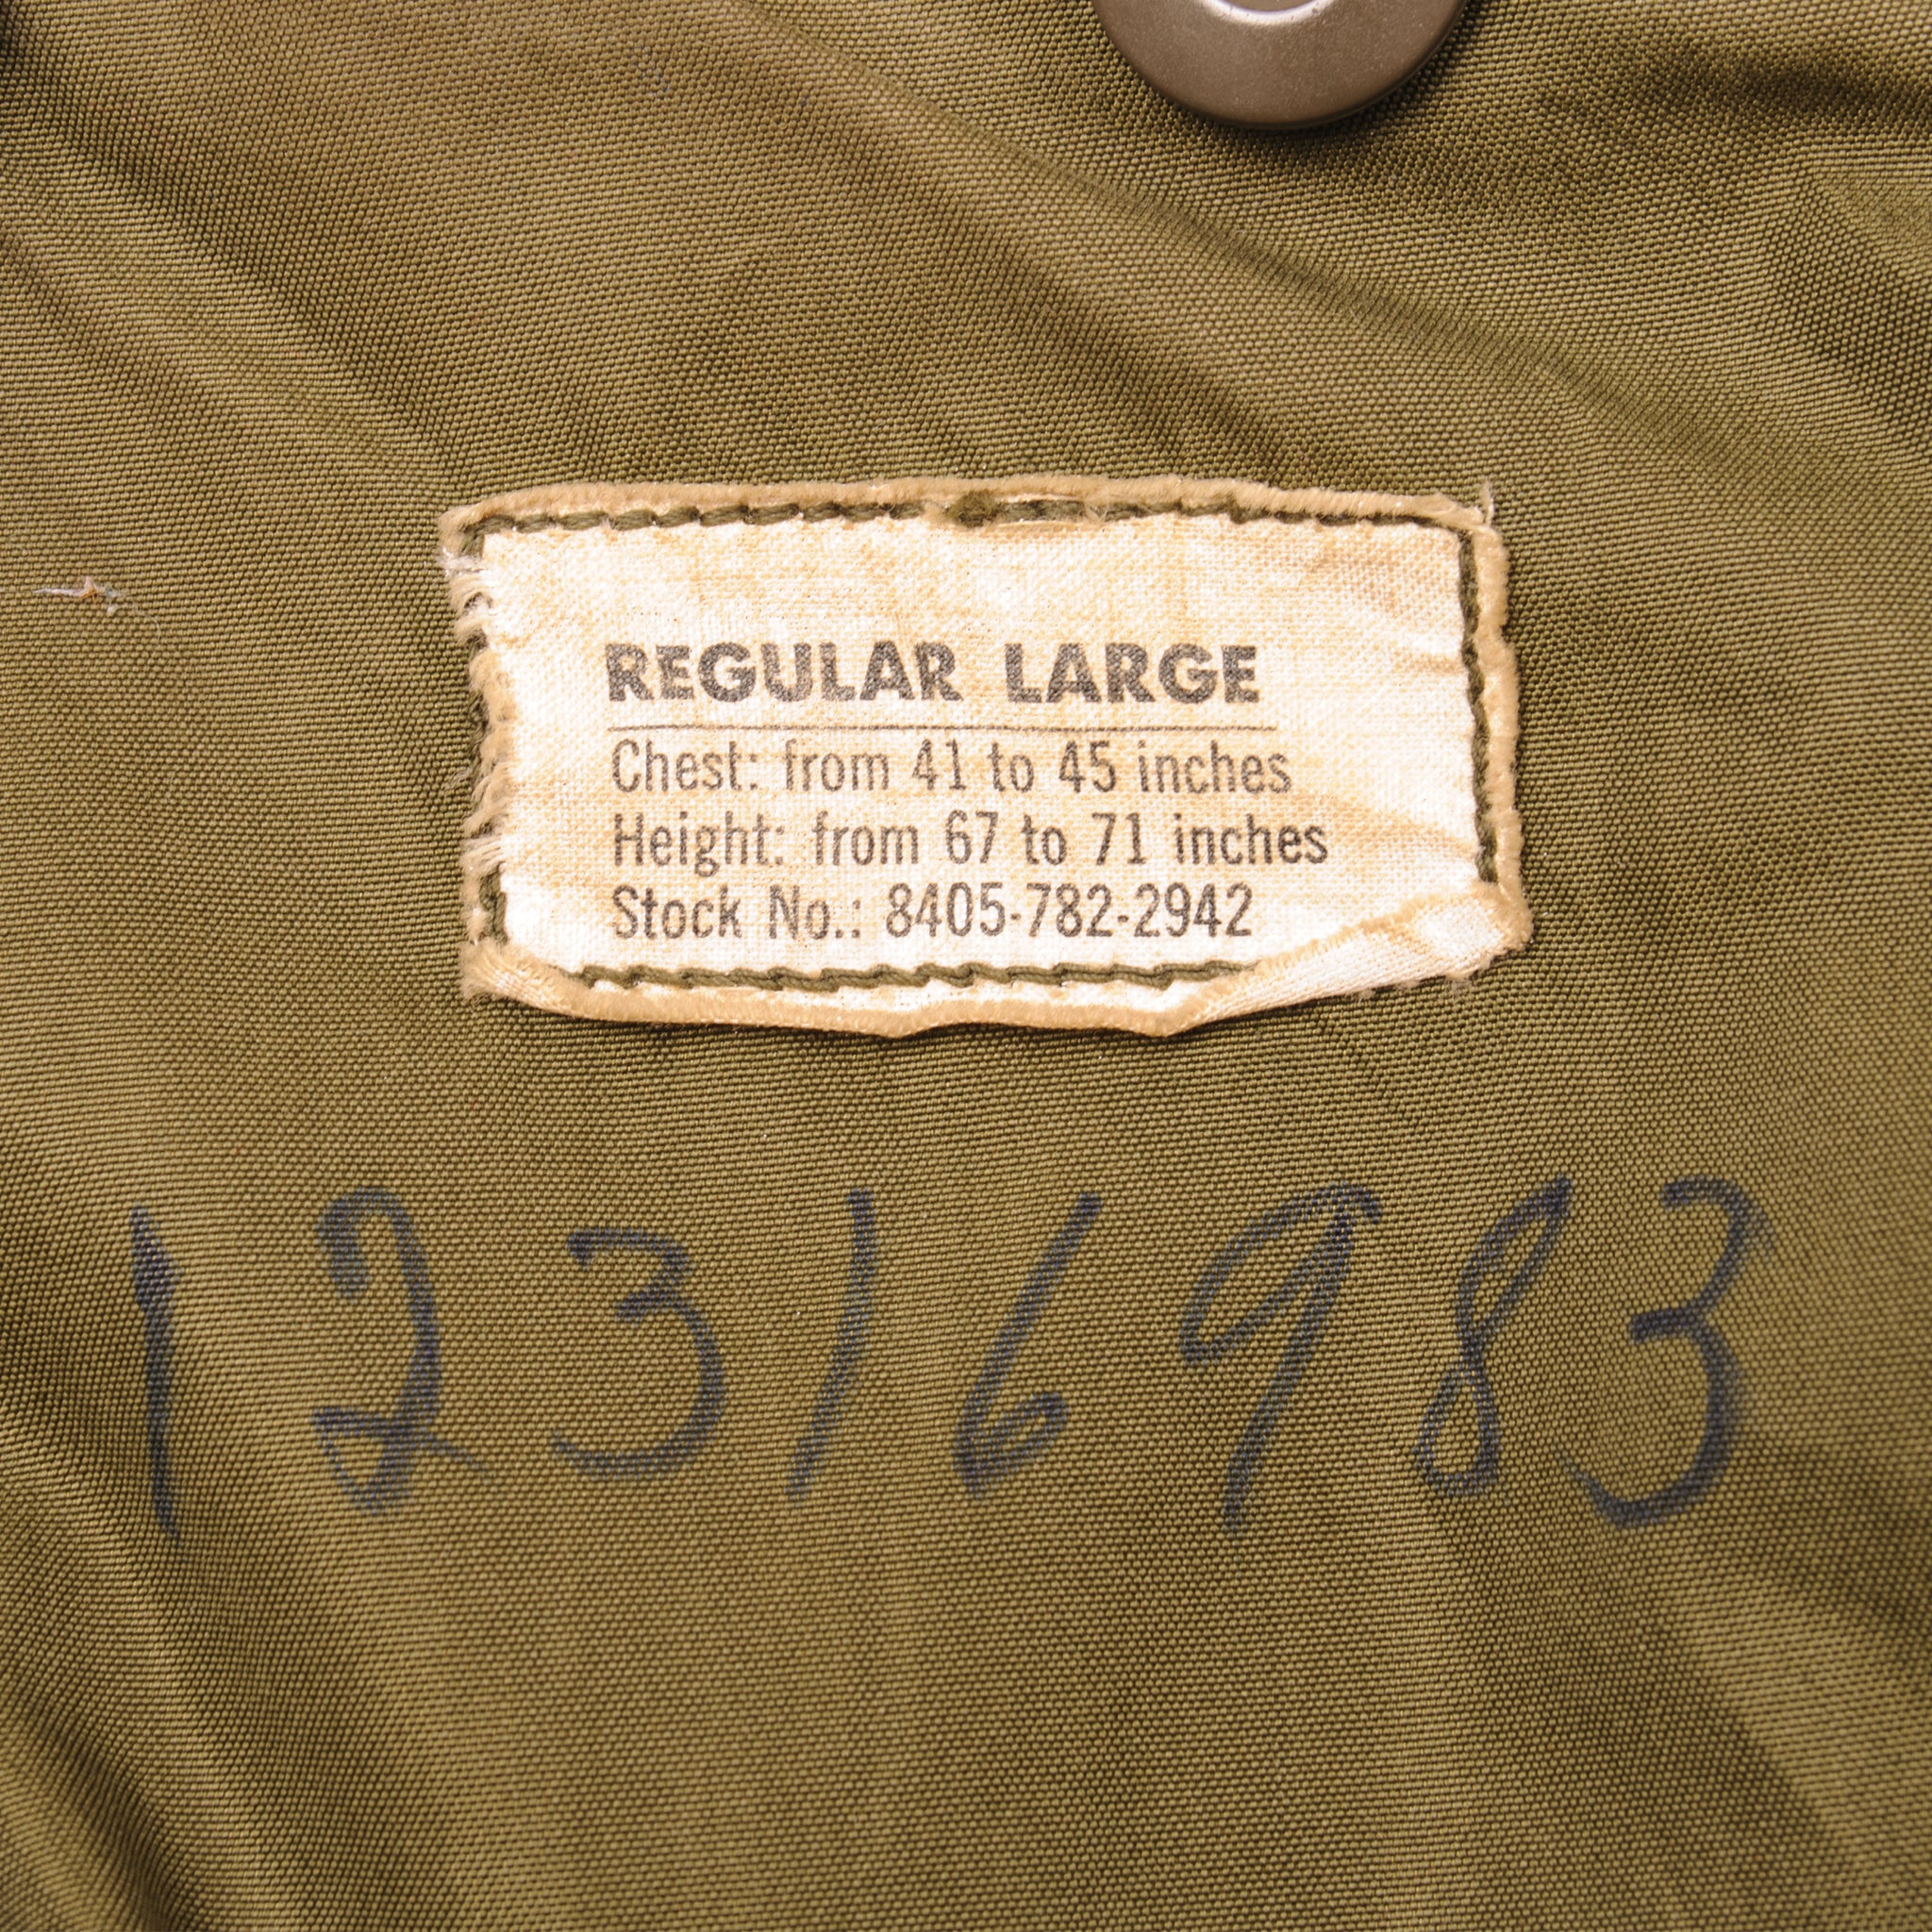 REGULAR LARGE
Chest: from 41 to 45 inches
Height: from 67 to 71 inches
Stock No.: 8405-782-2942
12316983